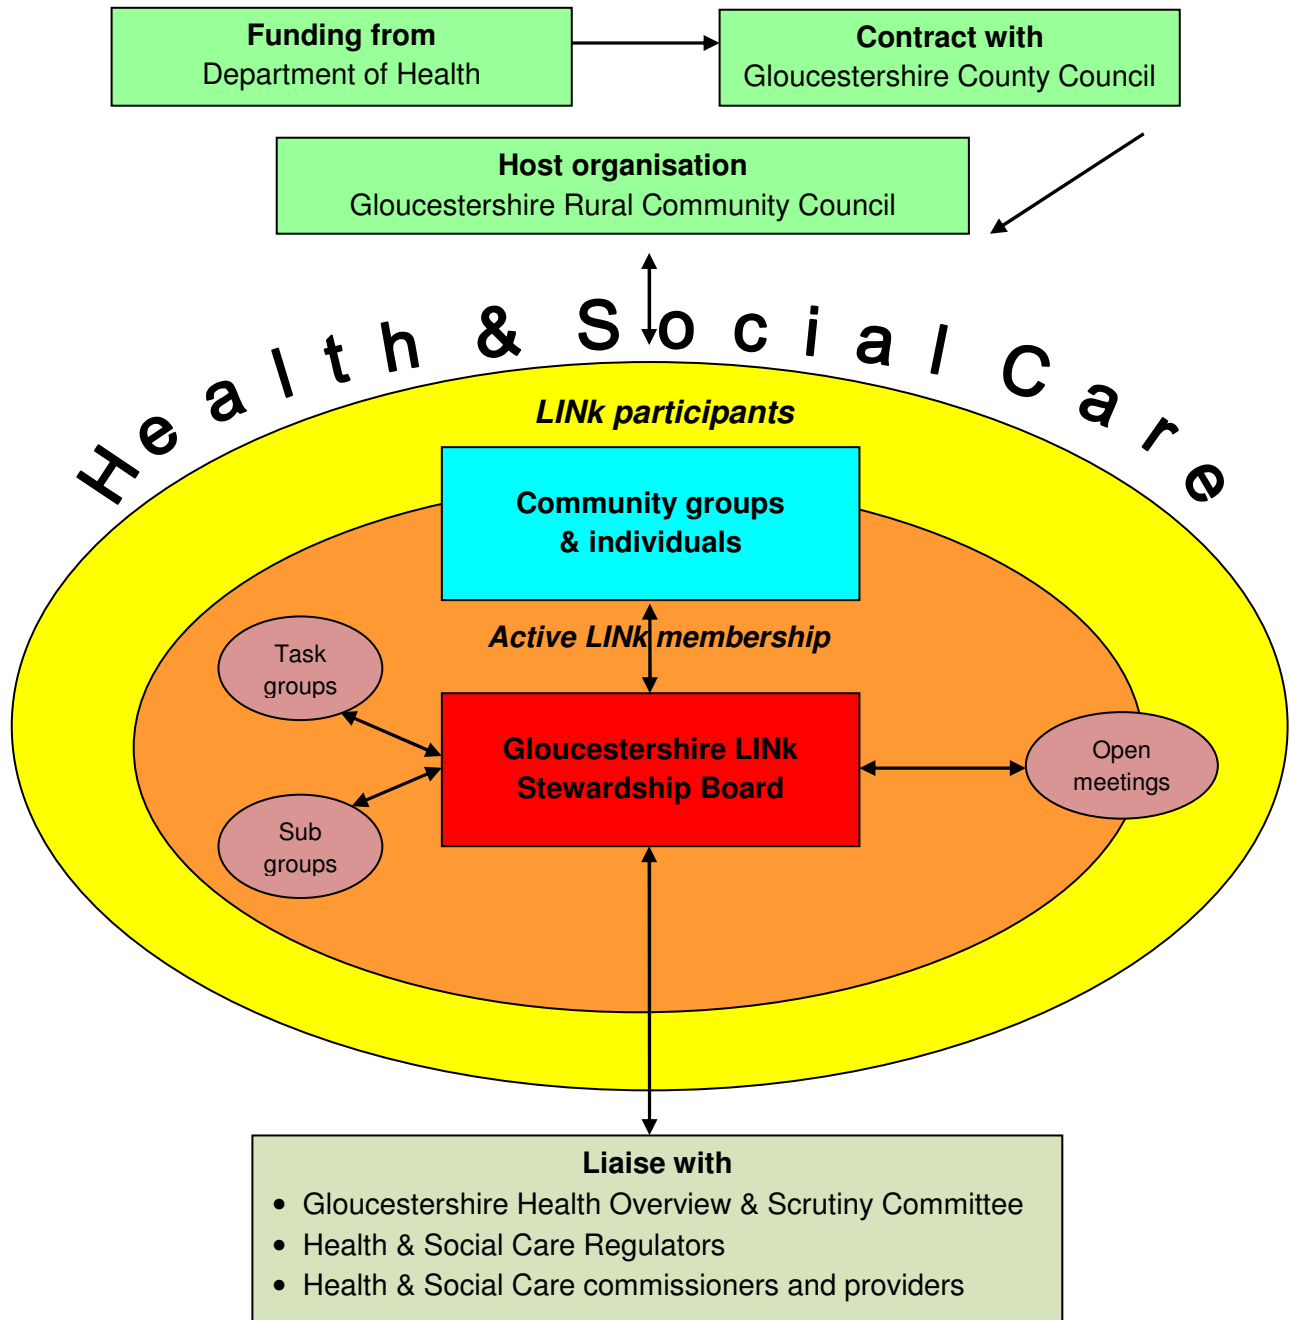 Funding from
Department of Health
Contract with
Gloucestershire County Council
Host organisation
Gloucestershire Rural Community Council
Health & Social Care
LINk participants
Community groups
& individuals
Active LINk membership
Task
groups
Gloucestershire LINk
Stewardship Board
Open
meetings
Sub
groups
Liaise with
• Gloucestershire Health Overview & Scrutiny Committee
• Health & Social Care Regulators
• Health & Social Care commissioners and providers